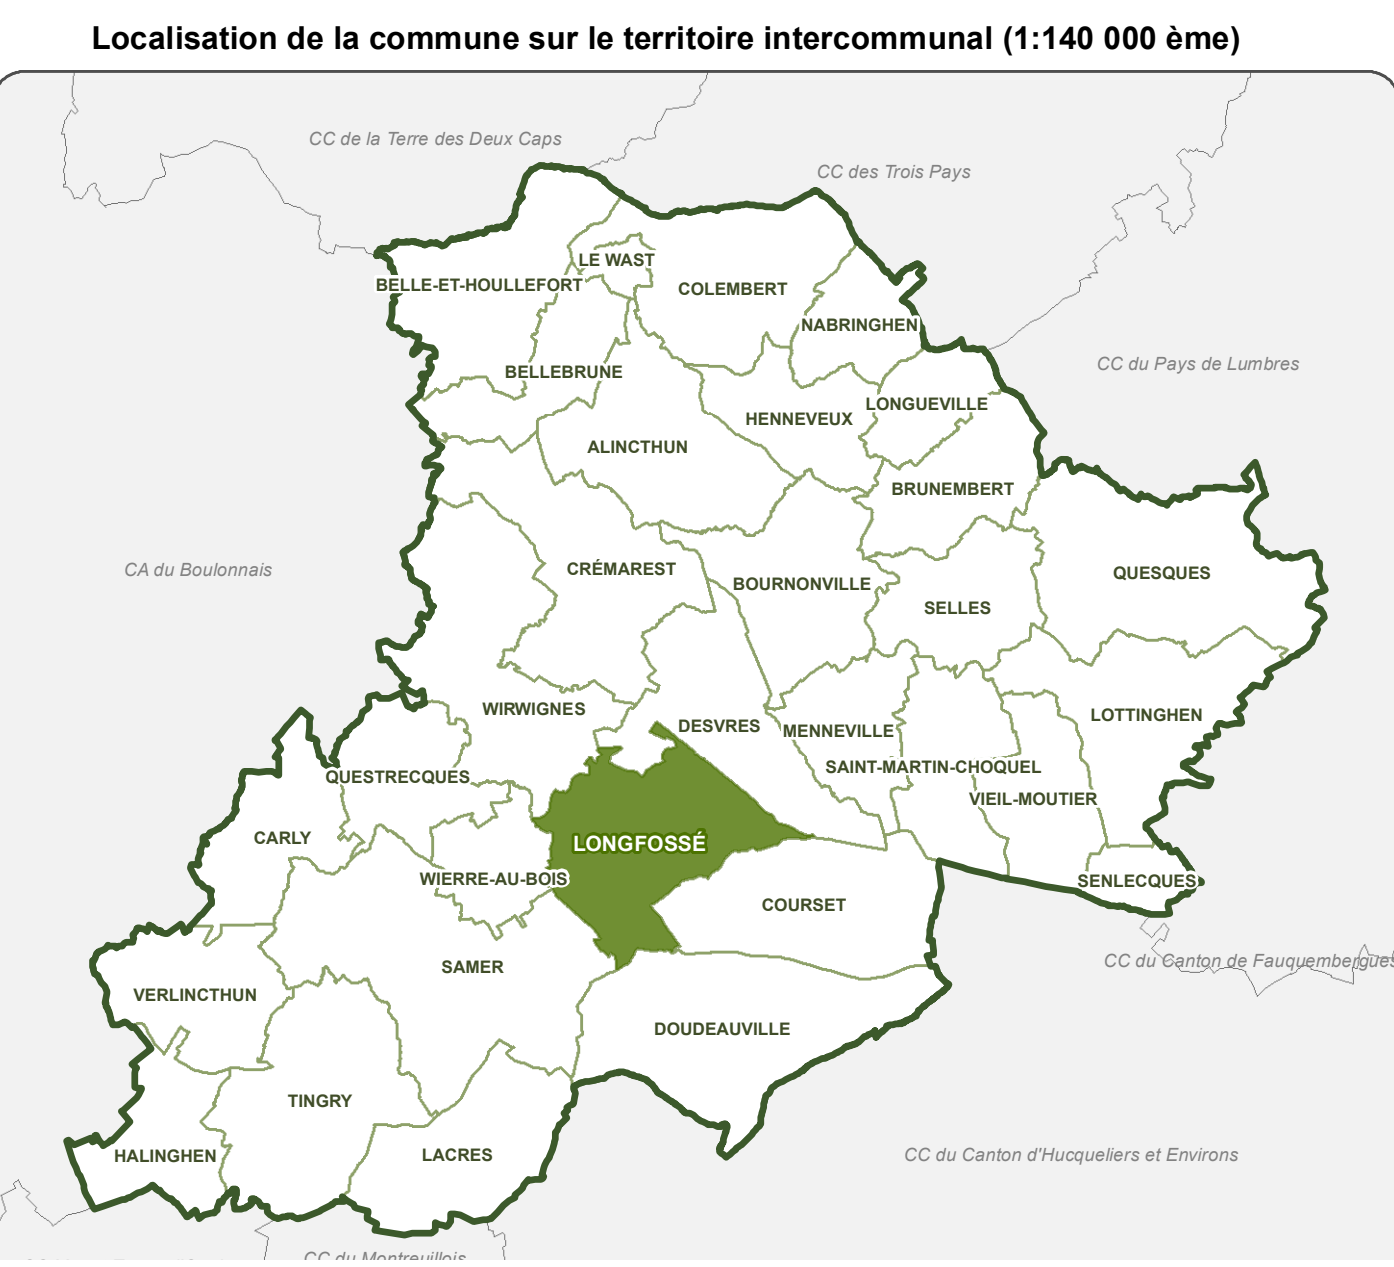 Localisation de la commune sur le territoire intercommunal (1:140 000 ème)
CC de la Terre des Deux Caps
CC des Trois Pays
LE WAST
BELLE-ET-HOULLEFORT
COLEMBERT
NABRINGHEN
CC du Pays de Lumbres
BELLEBRUNE
LONGUEVILLE
HENNEVEUX
ALINCTHUN
BRUNEMBERT
CA du Boulonnais
CRÉMAREST
QUESQUES
BOURNONVILLE
SELLES
WIRWIGNES
LOTTINGHEN
DESVRES
MENNEVILLE
SAINT-MARTIN-CHOQUEL
QUESTRECQUES
VIEIL-MOUTIER
CARLY
LONGFOSSÉ
WIERRE-AU-BOIS
SENLECQUES
COURSET
CC du Canton de Fauquembergues
SAMER
VERLINCTHUN
DOUDEAUVILLE
TINGRY
HALINGHEN
LACRES
CC du Canton d'Hucqueliers et Environs
CC du Montreuillois